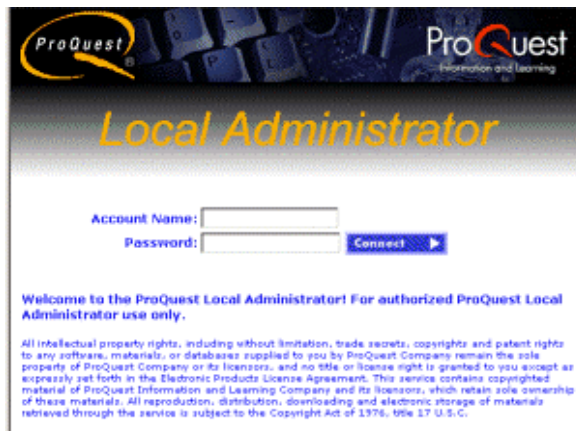 ProQuest
®
ProQuest
Information and Learning
Local Administrator
Account Name:
Password:
Connect
Welcome to the ProQuest Local Administrator! For authorized ProQuest Local
Administrator use only.
All intellectual property rights, including without limitation, trade secrets, copyrights and patent rights
to any software, materials, or databases supplied to you by ProQuest Company remain the sole
property of ProQuest Company or its licensors, and no title or license right is granted to you except as
expressly set forth in the Electronic Products License Agreement. This service contains copyrighted
material of ProQuest Information and Learning Company and its licensors, which retain sole ownership
of these materials. All reproduction, distribution, downloading and electronic storage of materials
retrieved through the service is subject to the Copyright Act of 1976, title 17 U.S.C.